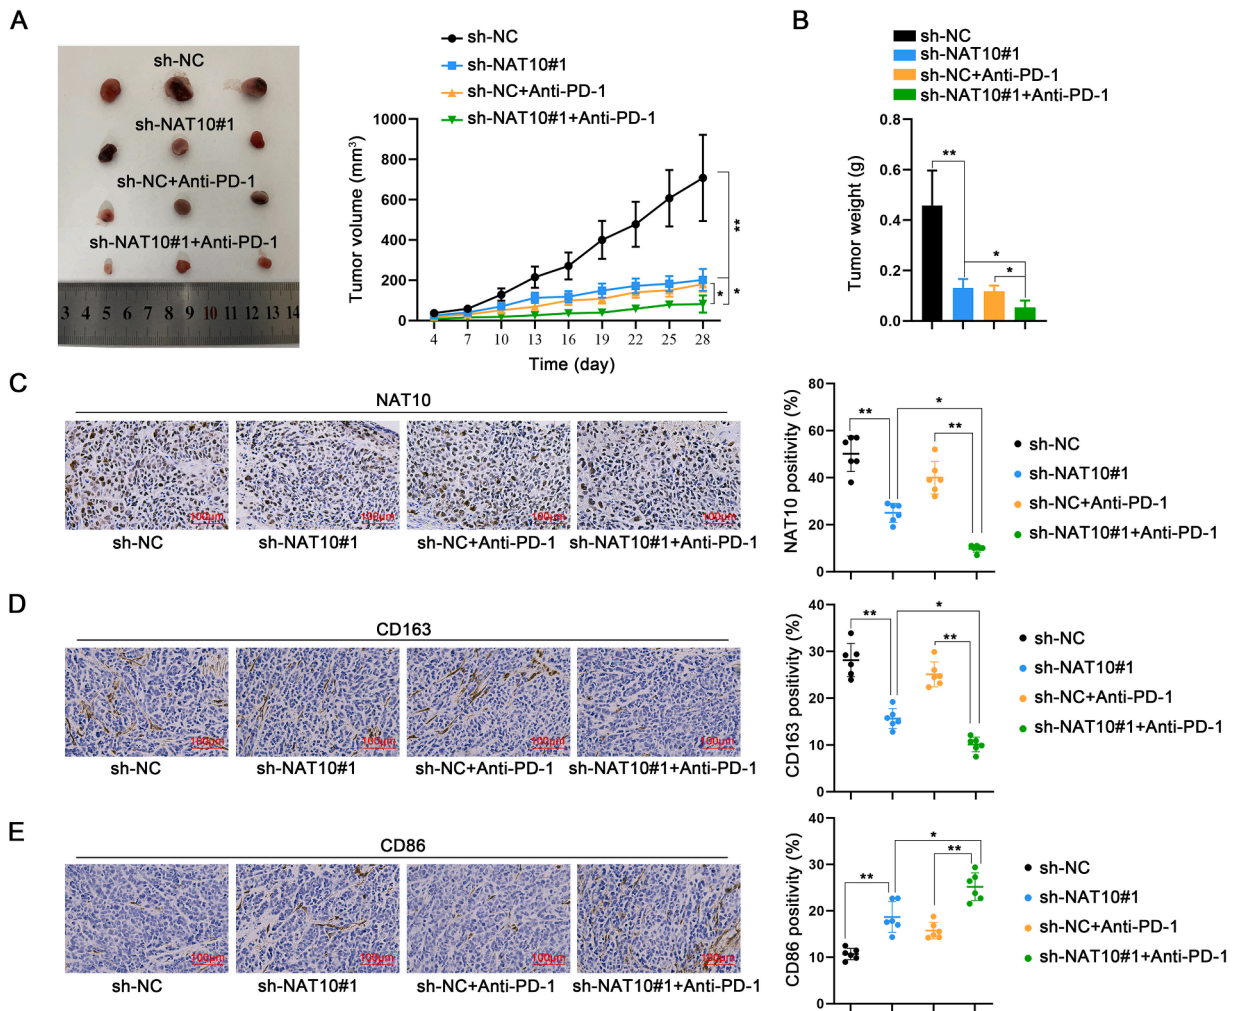 A
sh-NC
sh-NAT10#1
sh-NC+Anti-PD-1
sh-NAT10#1+Anti-PD-1
3 4 5 6 7 8 9 10 11 12 13 14
sh-NC
sh-NAT10#1
sh-NC+Anti-PD-1
sh-NAT10#1+Anti-PD-1
Tumor volume (mm³)
1000
800
600
400
200
0
4 7 10 13 16 19 22 25 28
Time (day)
**
*
*
B
sh-NC
sh-NAT10#1
sh-NC+Anti-PD-1
sh-NAT10#1+Anti-PD-1
Tumor weight (g)
0.8
0.6
0.4
0.2
0.0
**
*
*
C
NAT10
100μm
100μm
100μm
100μm
sh-NC
sh-NAT10#1
sh-NC+Anti-PD-1
sh-NAT10#1+Anti-PD-1
NAT10 positivity (%)
80
60
40
20
0
**
*
**
sh-NC
sh-NAT10#1
sh-NC+Anti-PD-1
sh-NAT10#1+Anti-PD-1
D
CD163
100μm
100μm
100μm
100μm
sh-NC
sh-NAT10#1
sh-NC+Anti-PD-1
sh-NAT10#1+Anti-PD-1
CD163 positivity (%)
40
30
20
10
0
**
*
**
sh-NC
sh-NAT10#1
sh-NC+Anti-PD-1
sh-NAT10#1+Anti-PD-1
E
CD86
100μm
100μm
100μm
100μm
sh-NC
sh-NAT10#1
sh-NC+Anti-PD-1
sh-NAT10#1+Anti-PD-1
CD86 positivity (%)
40
30
20
10
0
**
*
**
sh-NC
sh-NAT10#1
sh-NC+Anti-PD-1
sh-NAT10#1+Anti-PD-1